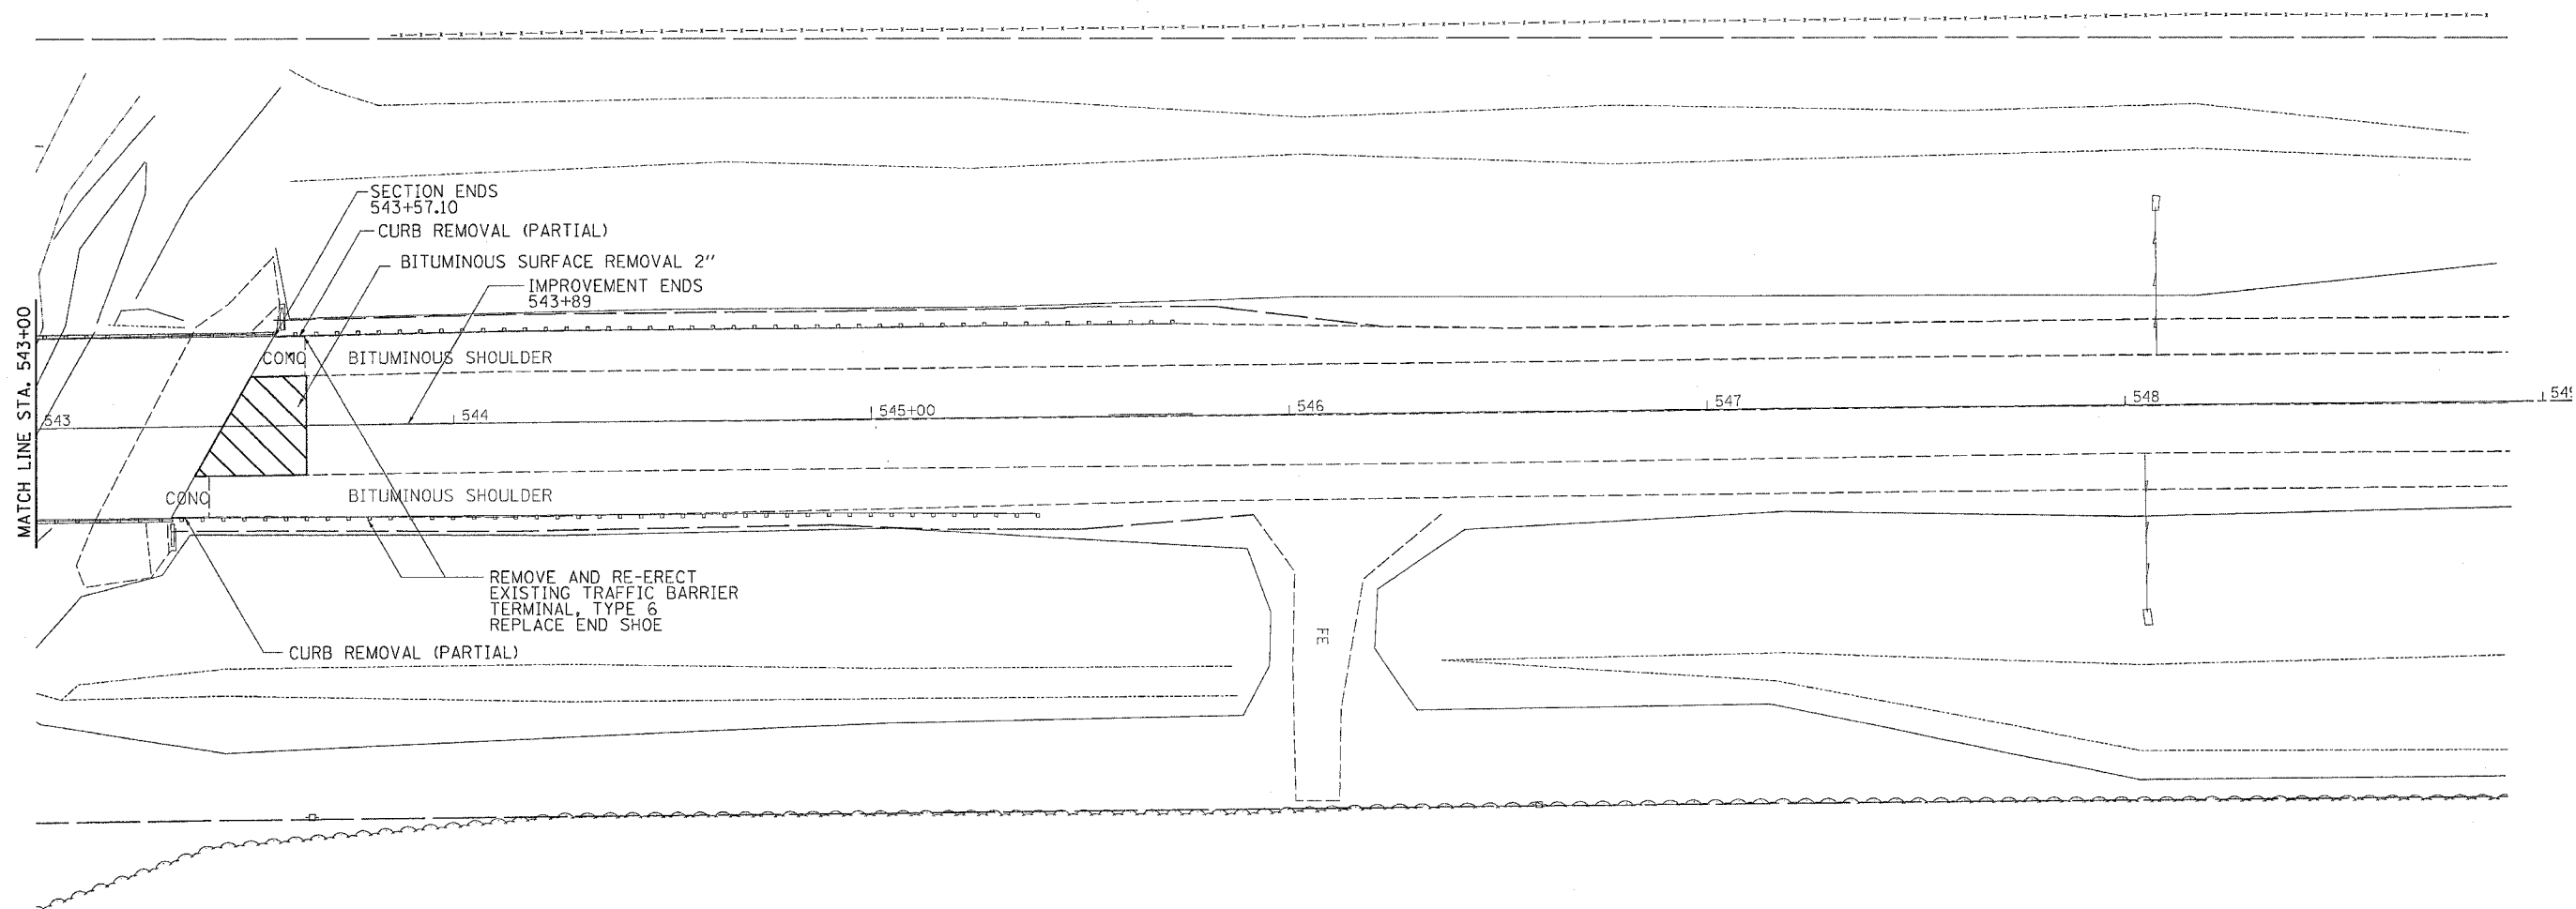 SECTION ENDS
543+57.10
CURB REMOVAL (PARTIAL)
BITUMINOUS SURFACE REMOVAL 2"
IMPROVEMENT ENDS
543+89
MATCH LINE STA. 543+00
CONC BITUMINOUS SHOULDER
543 544 545+00 546 547 548 549
CONC BITUMINOUS SHOULDER
REMOVE AND RE-ERECT
EXISTING TRAFFIC BARRIER
TERMINAL, TYPE 6
REPLACE END SHOE
FE
CURB REMOVAL (PARTIAL)